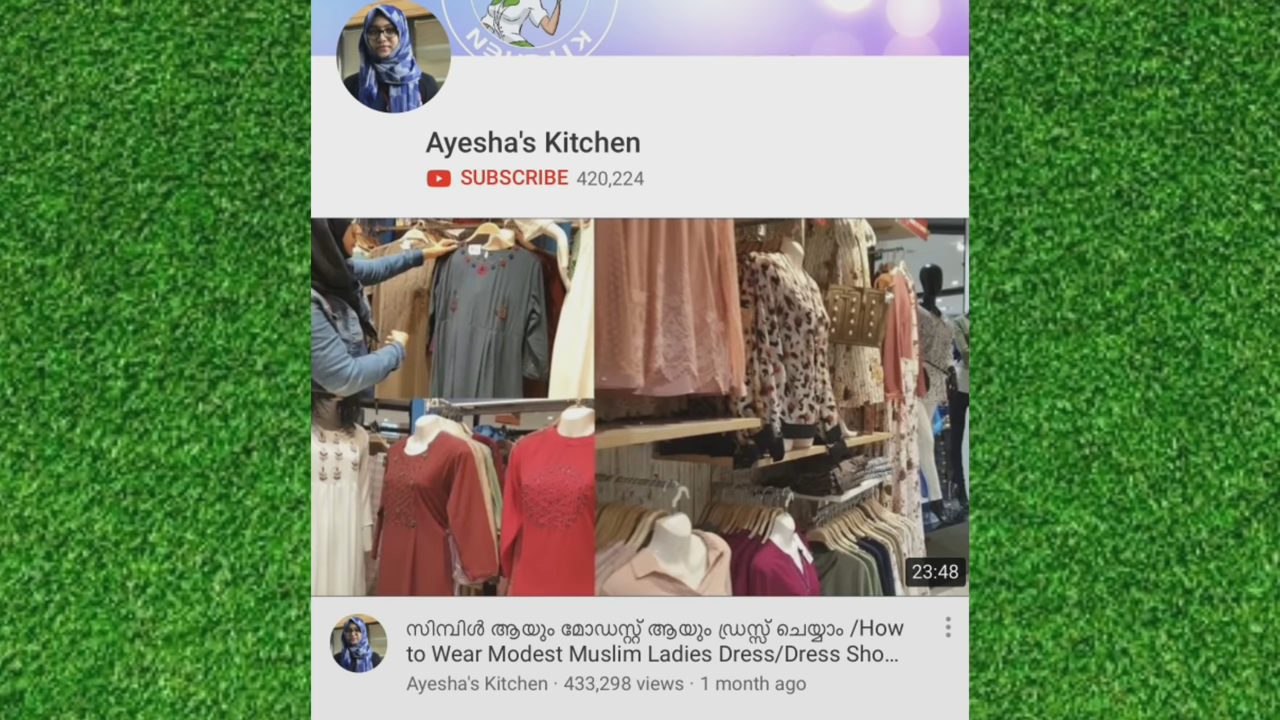 KITCHEN
Ayesha's Kitchen
SUBSCRIBE 420,224
23:48
സിമ്പിൾ ആയും മോഡസ്റ്റ് ആയും ഡ്രസ്സ് ചെയ്യാം /How
to Wear Modest Muslim Ladies Dress/Dress Sho...
Ayesha's Kitchen · 433,298 views · 1 month ago